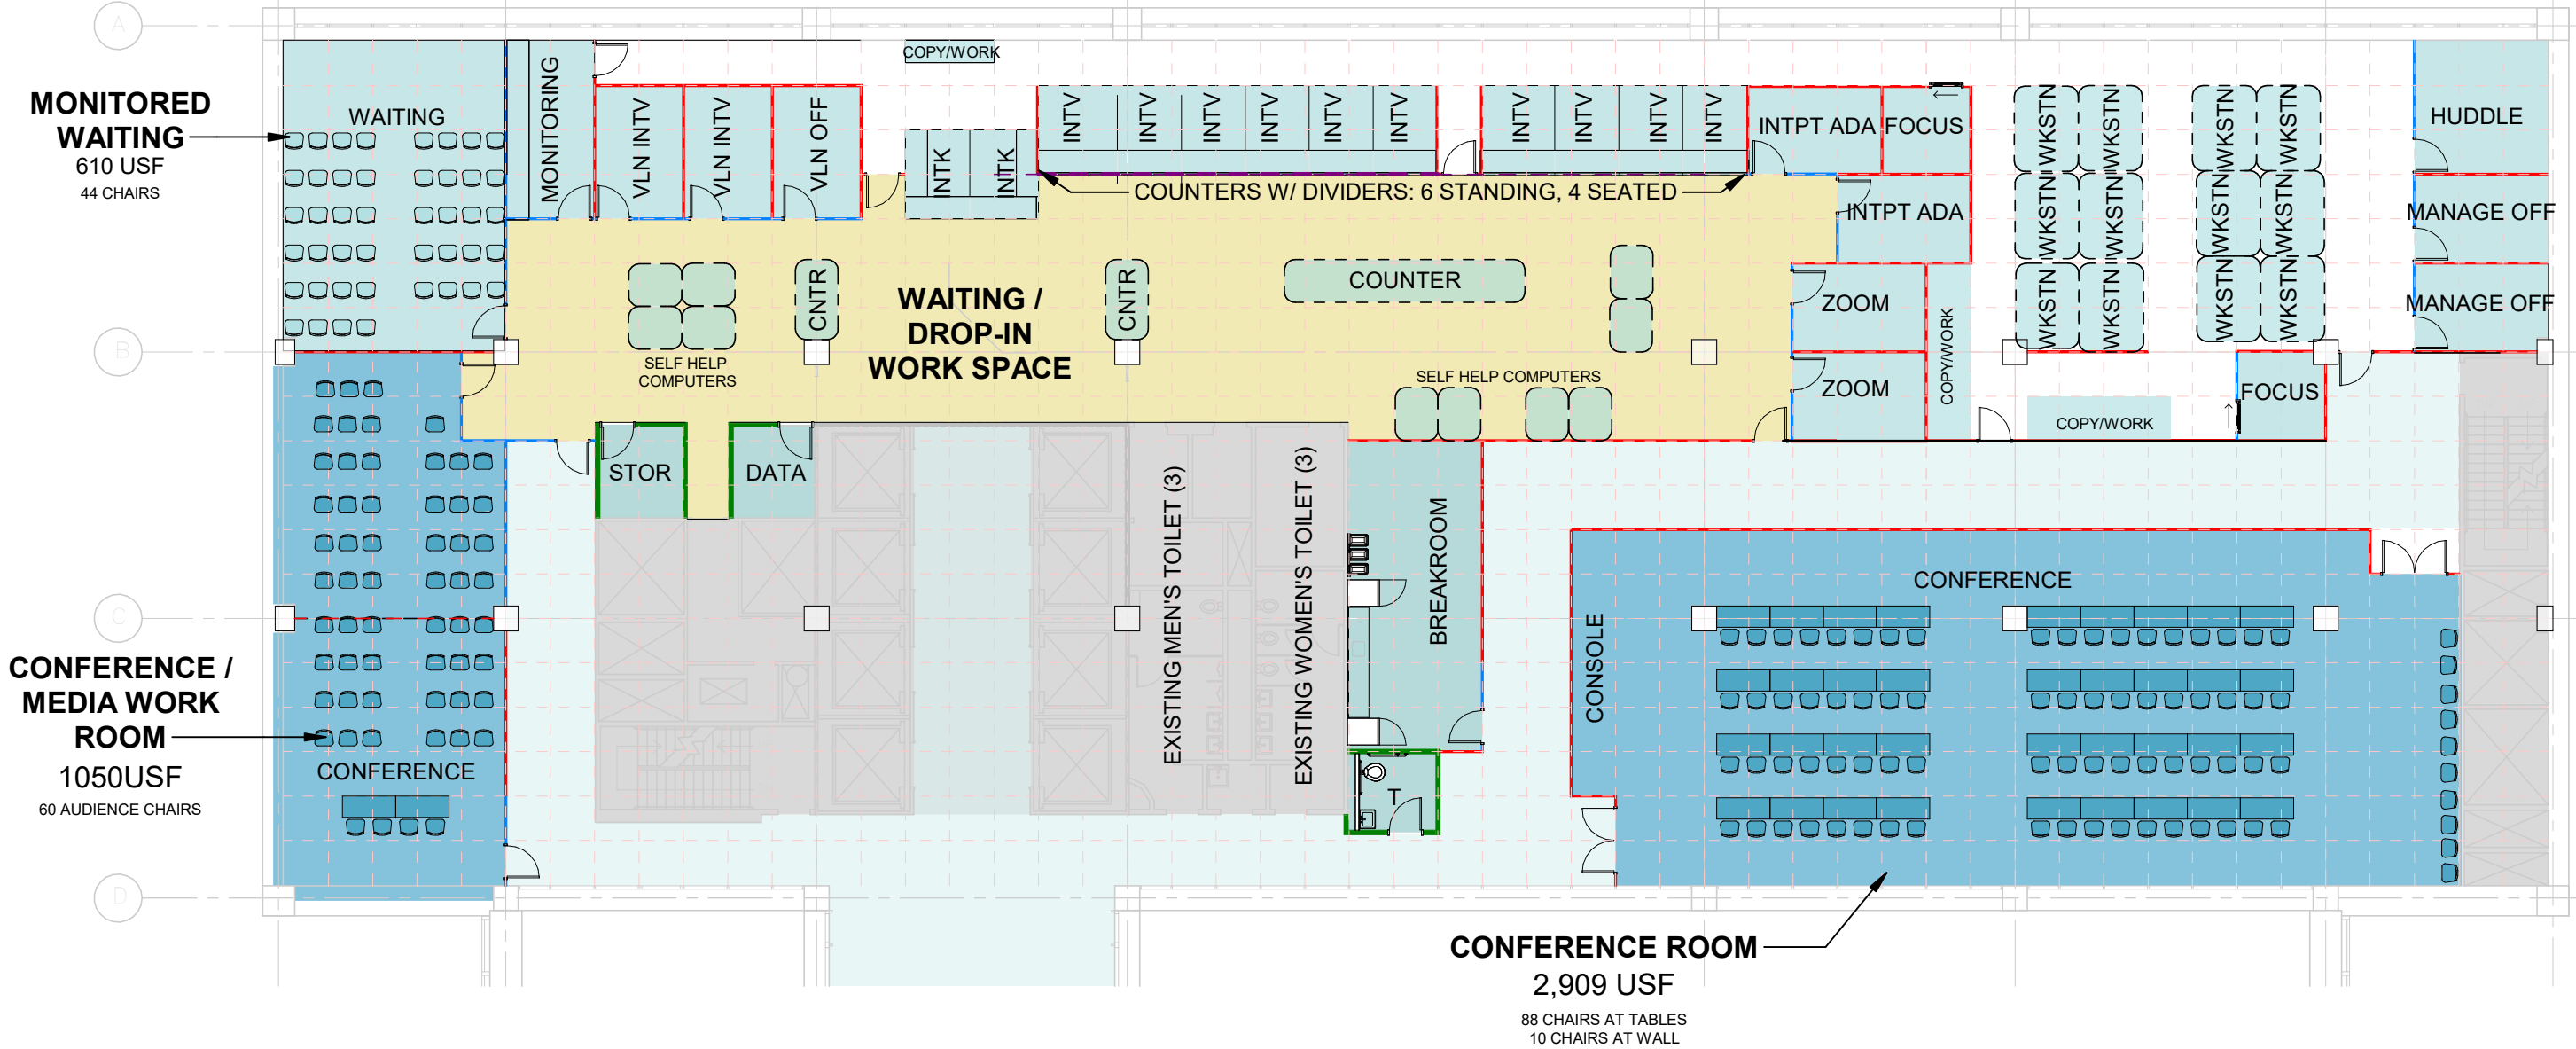 A
B
C
D
MONITORED
WAITING
610 USF
44 CHAIRS
CONFERENCE /
MEDIA WORK
ROOM
1050USF
60 AUDIENCE CHAIRS
WAITING
MONITORING
VLN INTV
VLN INTV
VLN OFF
COPY/WORK
INTK
INTK
INTV
INTV
INTV
INTV
INTV
INTV
INTV
INTV
INTV
INTV
COUNTERS W/ DIVIDERS: 6 STANDING, 4 SEATED
INTPT ADA
FOCUS
INTPT ADA
WKSTN
WKSTN
WKSTN
WKSTN
WKSTN
WKSTN
WKSTN
WKSTN
WKSTN
WKSTN
WKSTN
WKSTN
HUDDLE
MANAGE OFF
MANAGE OFF
SELF HELP
COMPUTERS
CNTR
WAITING /
DROP-IN
WORK SPACE
CNTR
COUNTER
SELF HELP COMPUTERS
ZOOM
ZOOM
COPY/WORK
COPY/WORK
FOCUS
STOR
DATA
EXISTING MEN'S TOILET (3)
EXISTING WOMEN'S TOILET (3)
BREAKROOM
T
CONFERENCE
CONSOLE
CONFERENCE
CONFERENCE ROOM
2,909 USF
88 CHAIRS AT TABLES
10 CHAIRS AT WALL